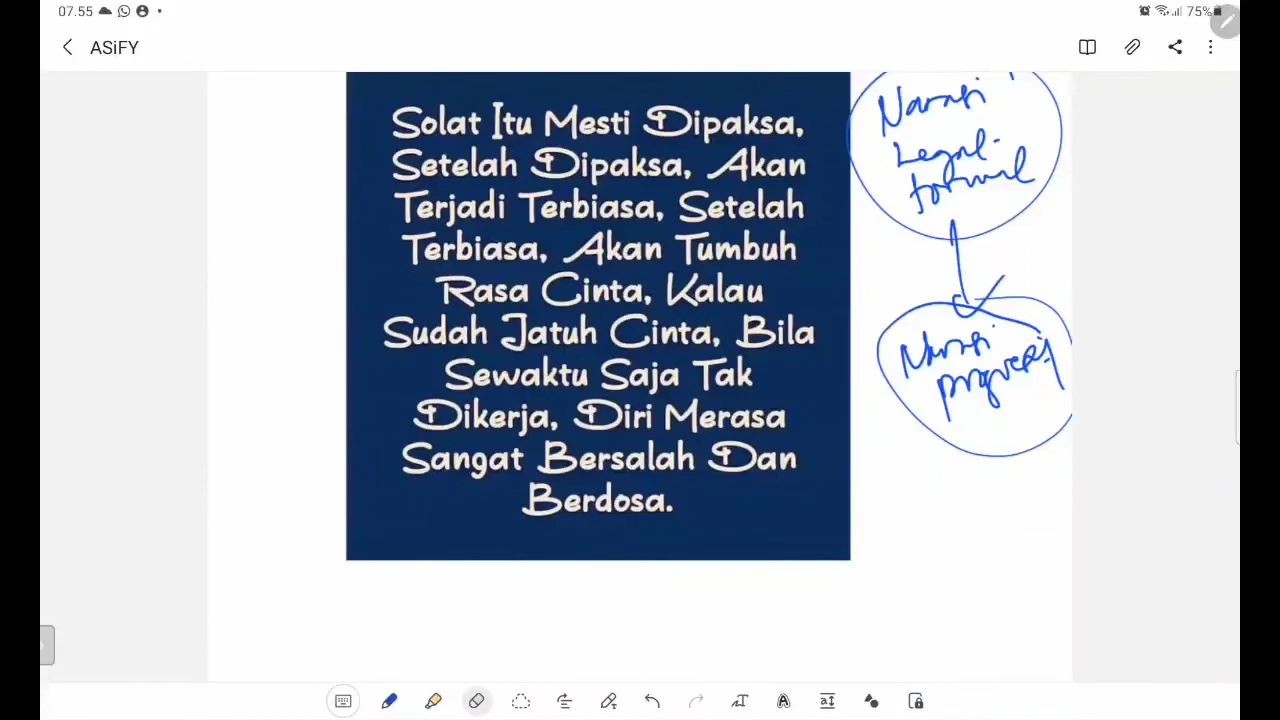 07.55
75%
ASiFY
Solat Itu Mesti Dipaksa,
Setelah Dipaksa, Akan
Terjadi Terbiasa, Setelah
Terbiasa, Akan Tumbuh
Rasa Cinta, Kalau
Sudah Jatuh Cinta, Bila
Sewaktu Saja Tak
Dikerja, Diri Merasa
Sangat Bersalah Dan
Berdosa.
Narasi
Legal-
formal
Narasi